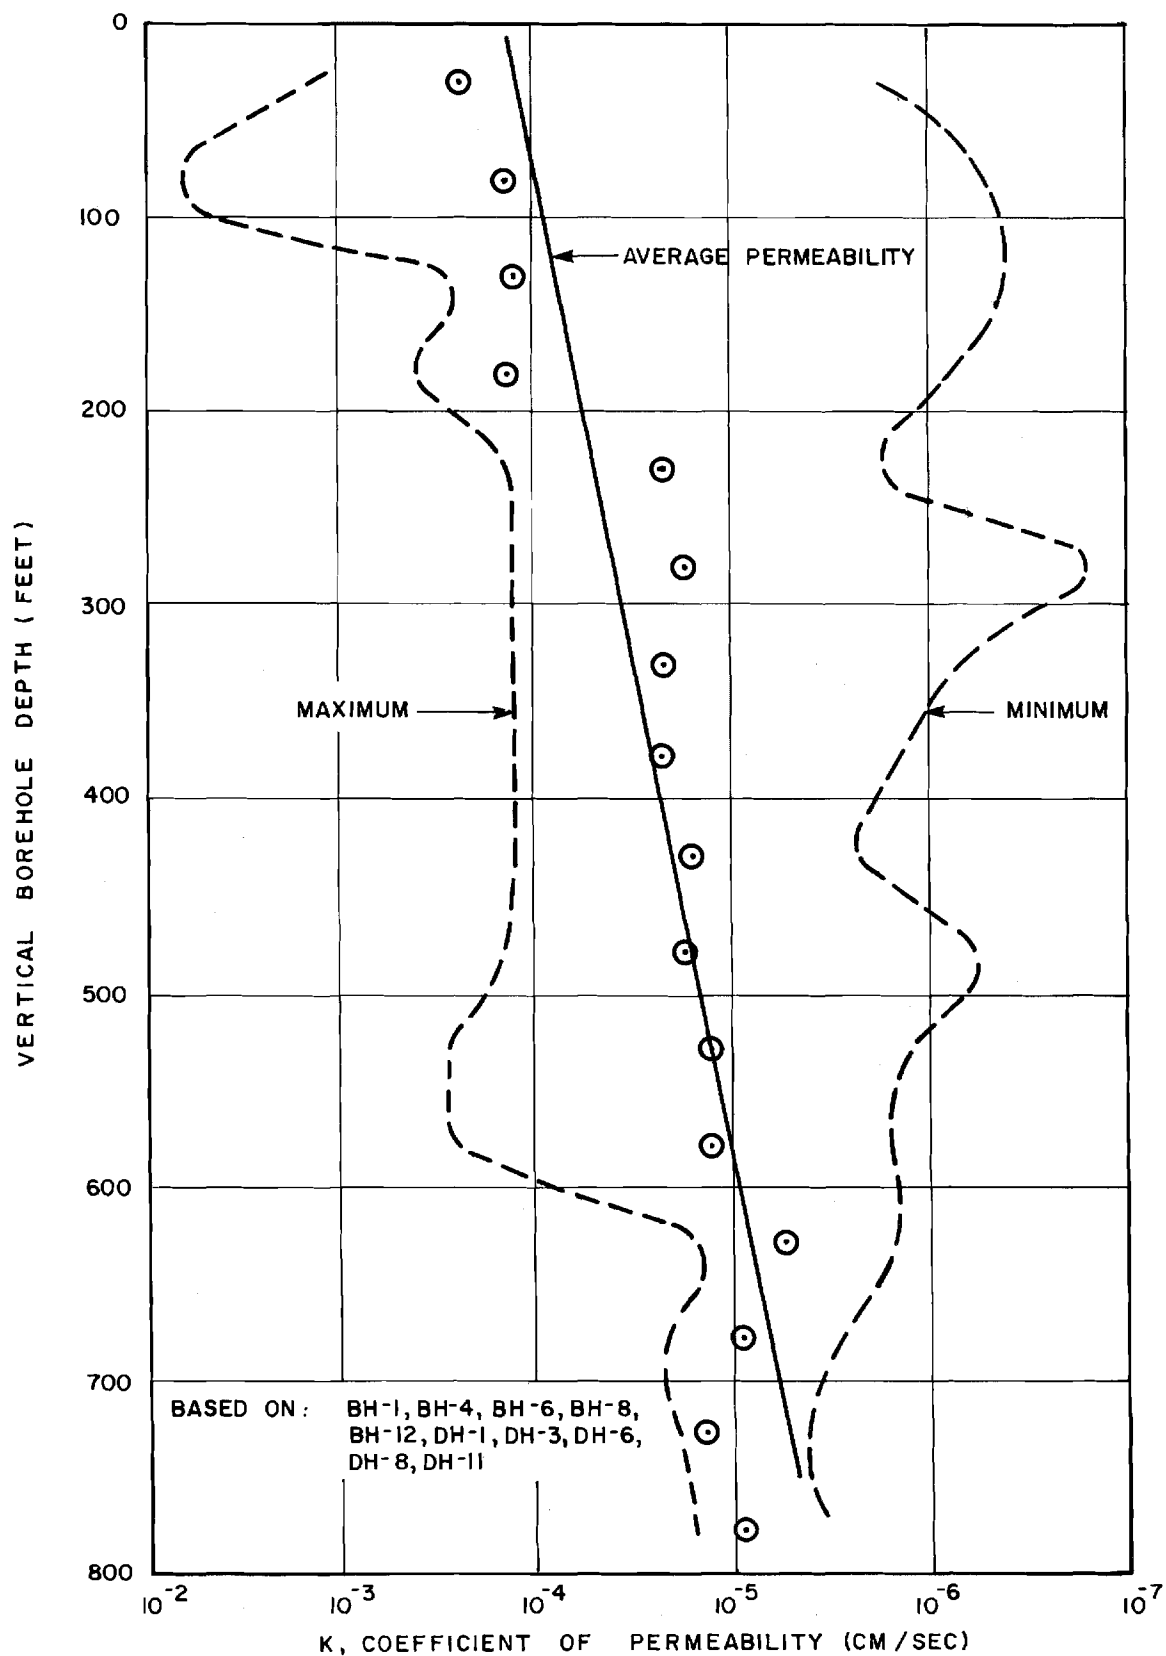 0
100
200
300
400
500
600
700
800
VERTICAL BOREHOLE DEPTH (FEET)
AVERAGE PERMEABILITY
MAXIMUM
MINIMUM
BASED ON: BH-1, BH-4, BH-6, BH-8,
BH-12, DH-1, DH-3, DH-6,
DH-8, DH-11
10⁻² 10⁻³ 10⁻⁴ 10⁻⁵ 10⁻⁶ 10⁻⁷
K, COEFFICIENT OF PERMEABILITY (CM/SEC)